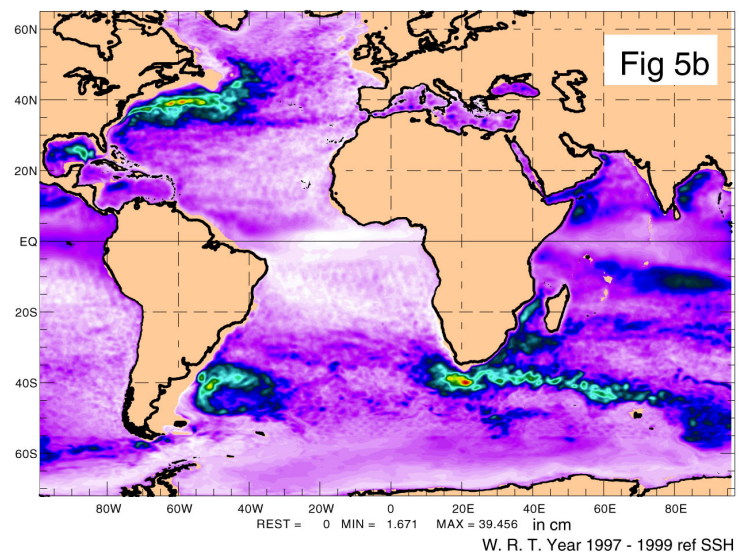 Fig 5b
60N
40N
20N
EQ
20S
40S
60S
80W 60W 40W 20W 0 20E 40E 60E 80E
REST = 0 MIN = 1.671 MAX = 39.456 in cm
W. R. T. Year 1997 - 1999 ref SSH